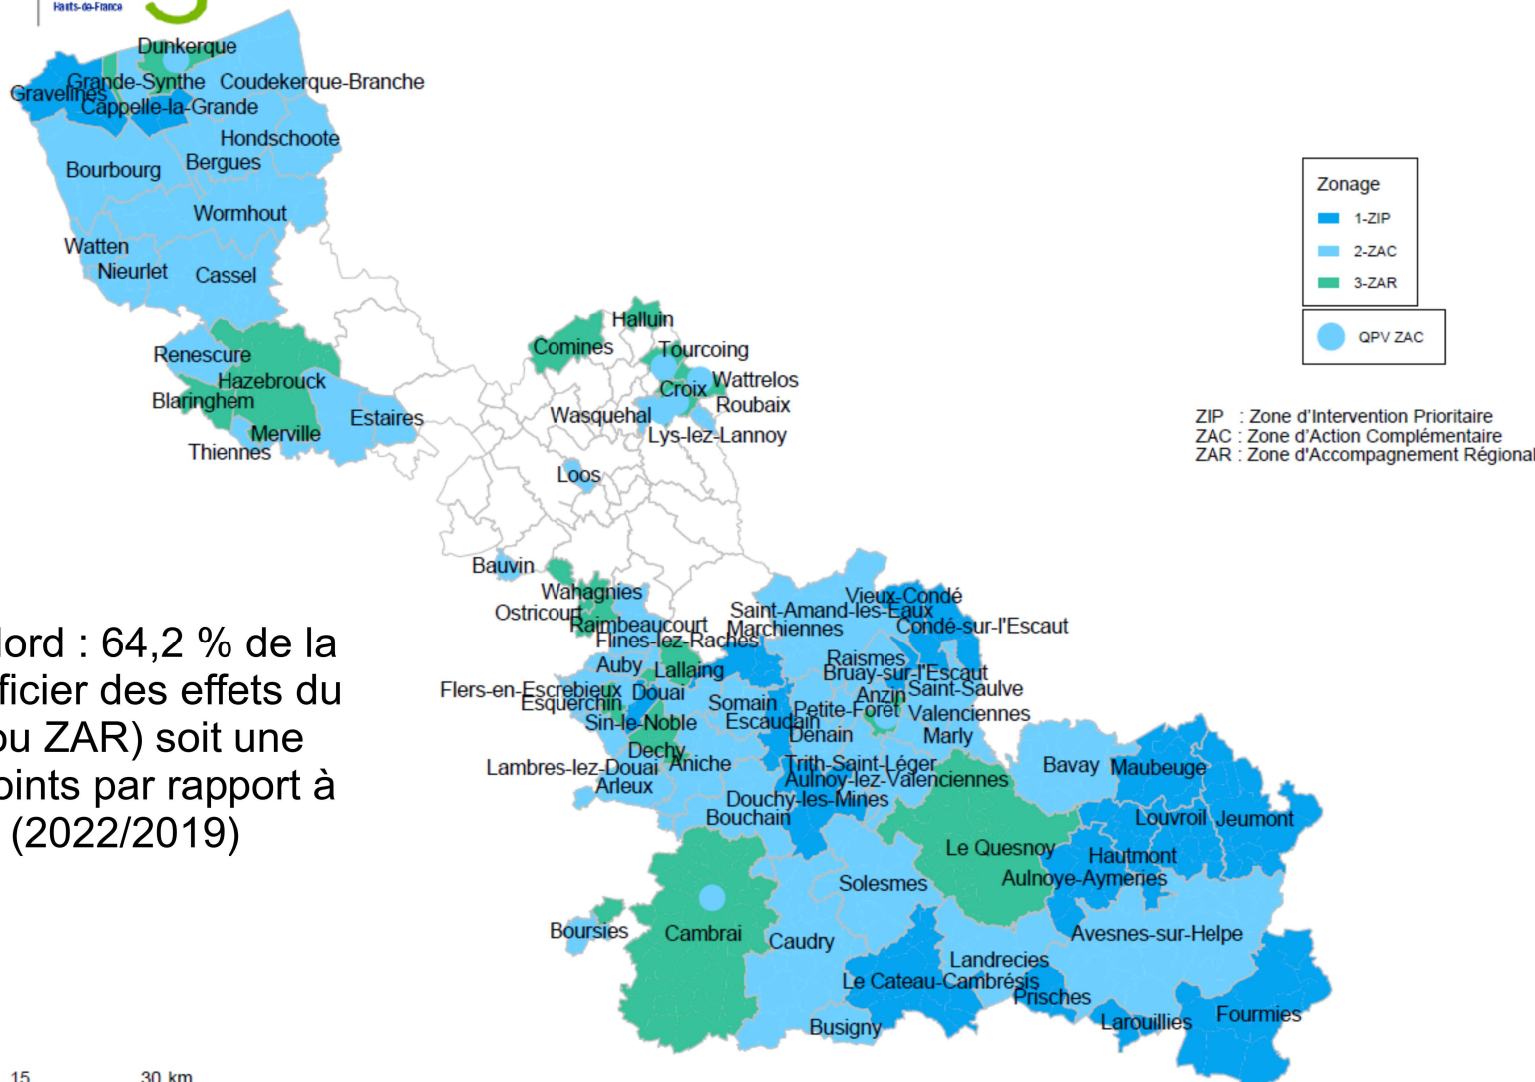 Hauts-de-France
Dunkerque
Grande-Synthe
Coudekerque-Branche
Gravelines
Cappelle-la-Grande
Hondschoote
Bergues
Bourbourg
Wormhout
Watten
Nieurlet
Cassel
Zonage
1-ZIP
2-ZAC
3-ZAR
QPV ZAC
Renescure
Hazebrouck
Blaringhem
Merville
Thiennes
Estaires
Halluin
Comines
Tourcoing
Wattrelos
Croix
Roubaix
Wasquehal
Lys-lez-Lannoy
Loos
ZIP : Zone d'Intervention Prioritaire
ZAC : Zone d'Action Complémentaire
ZAR : Zone d'Accompagnement Régional
Bauvin
Wahagnies
Ostricourt
Raimbeaucourt
Flines-lez-Raches
Saint-Amand-les-Eaux
Marchiennes
Vieux-Condé
Condé-sur-l'Escaut
Auby
Lallaing
Raismes
Bruay-sur-l'Escaut
Flers-en-Escrebieux
Esquerchin
Douai
Somain
Anzin
Saint-Saulve
Petite-Forêt
Sin-le-Noble
Escaudain
Valenciennes
Denain
Marly
Dechy
Lambres-lez-Douai
Aniche
Arleux
Trith-Saint-Léger
Aulnoy-lez-Valenciennes
Douchy-les-Mines
Bouchain
Bavay
Maubeuge
Louvroil
Jeumont
Le Quesnoy
Hautmont
Aulnoye-Aymeries
Solesmes
Boursies
Cambrai
Caudry
Avesnes-sur-Helpe
Landrecies
Le Cateau-Cambrésis
Prisches
Busigny
Larouillies
Fourmies
ord : 64,2 % de la
ficier des effets du
ou ZAR) soit une
oints par rapport à
(2022/2019)
15 30 km